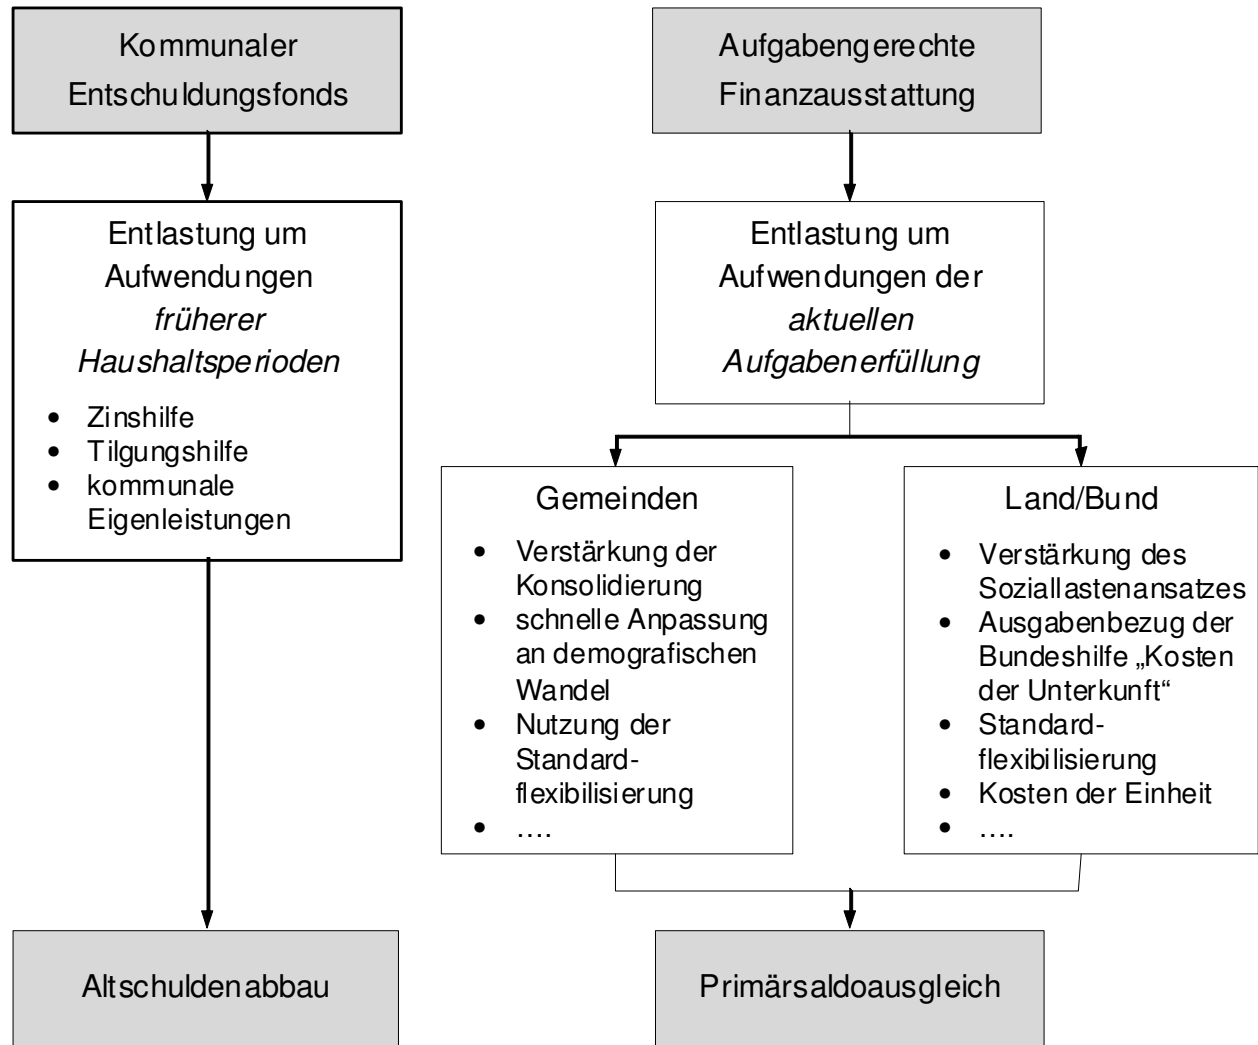 Kommunaler
Entschuldungsfonds
Entlastung um
Aufwendungen
früherer
Haushaltsperioden
• Zinshilfe
• Tilgungshilfe
• kommunale
Eigenleistungen
Altschuldenabbau
Aufgabengerechte
Finanzausstattung
Entlastung um
Aufwendungen der
aktuellen
Aufgabenerfüllung
Gemeinden
• Verstärkung der
Konsolidierung
• schnelle Anpassung
an demografischen
Wandel
• Nutzung der
Standard-
flexibilisierung
• ….
Land/Bund
• Verstärkung des
Soziallastenansatzes
• Ausgabenbezug der
Bundeshilfe „Kosten
der Unterkunft“
• Standard-
flexibilisierung
• Kosten der Einheit
• ….
Primärsaldoausgleich